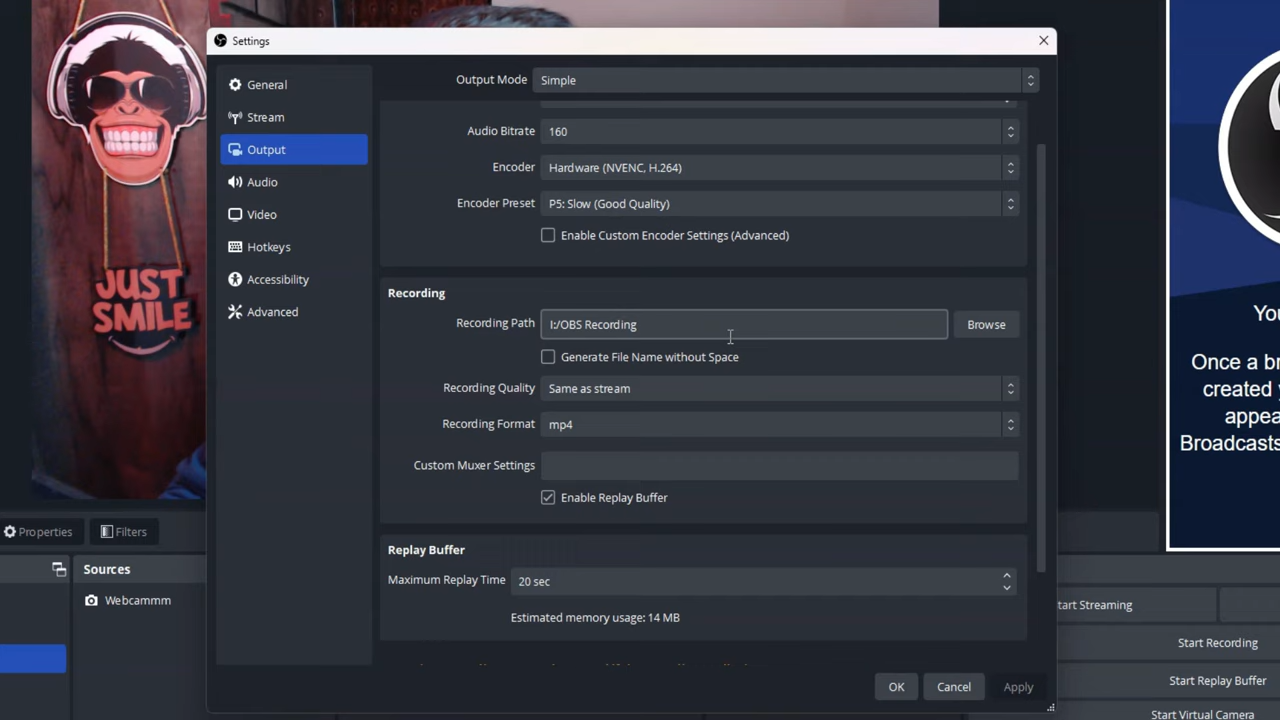 JUST
SMILE
Settings
General
Stream
Output
Audio
Video
Hotkeys
Accessibility
Advanced
Output Mode
Simple
Audio Bitrate
160
Encoder
Hardware (NVENC, H.264)
Encoder Preset
P5: Slow (Good Quality)
Enable Custom Encoder Settings (Advanced)
Recording
Recording Path
I:/OBS Recording
Browse
Generate File Name without Space
Recording Quality
Same as stream
Recording Format
mp4
Custom Muxer Settings
Enable Replay Buffer
Replay Buffer
Maximum Replay Time
20 sec
Estimated memory usage: 14 MB
OK
Cancel
Apply
Properties
Filters
Sources
Webcammm
You
Once a br
created y
appea
Broadcasts
tart Streaming
Start Recording
Start Replay Buffer
Start Virtual Camera